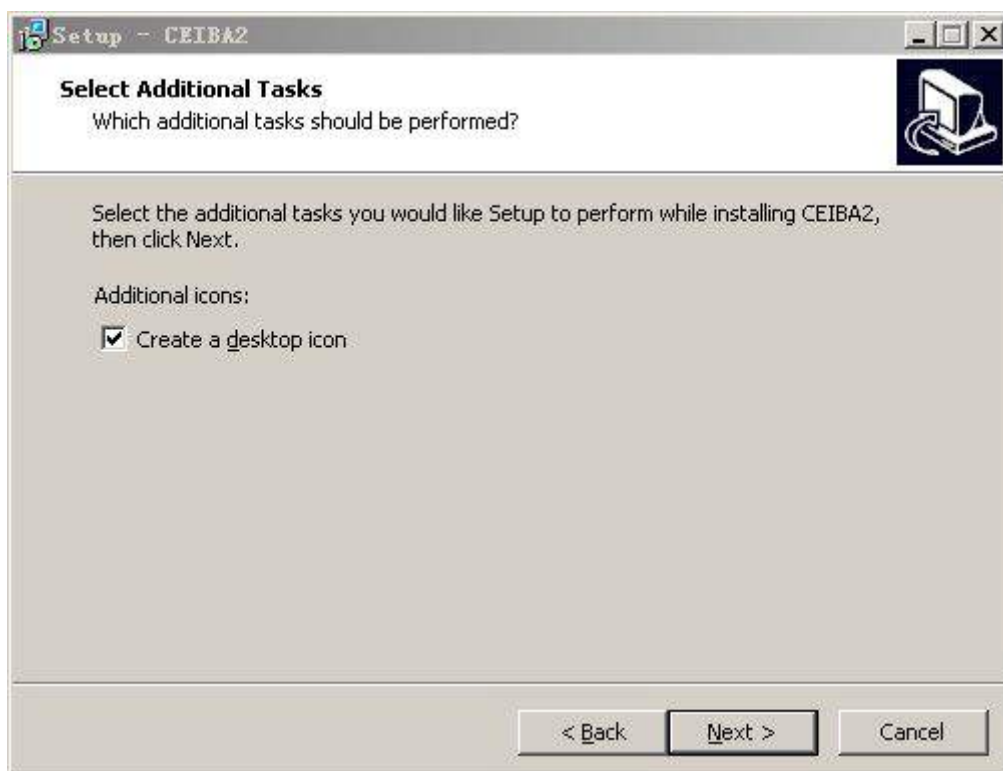 Setup - CEIBA2
Select Additional Tasks
Which additional tasks should be performed?
Select the additional tasks you would like Setup to perform while installing CEIBA2,
then click Next.
Additional icons:
Create a desktop icon
< Back
Next >
Cancel